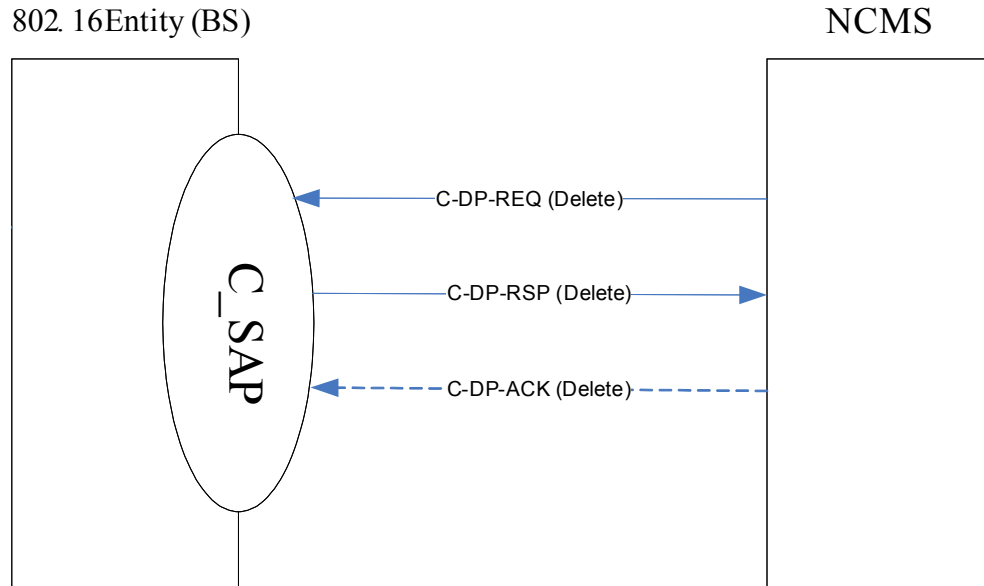 802. 16Entity (BS)
NCMS
C-DP-REQ (Delete)
C_SAP
C-DP-RSP (Delete)
C-DP-ACK (Delete)